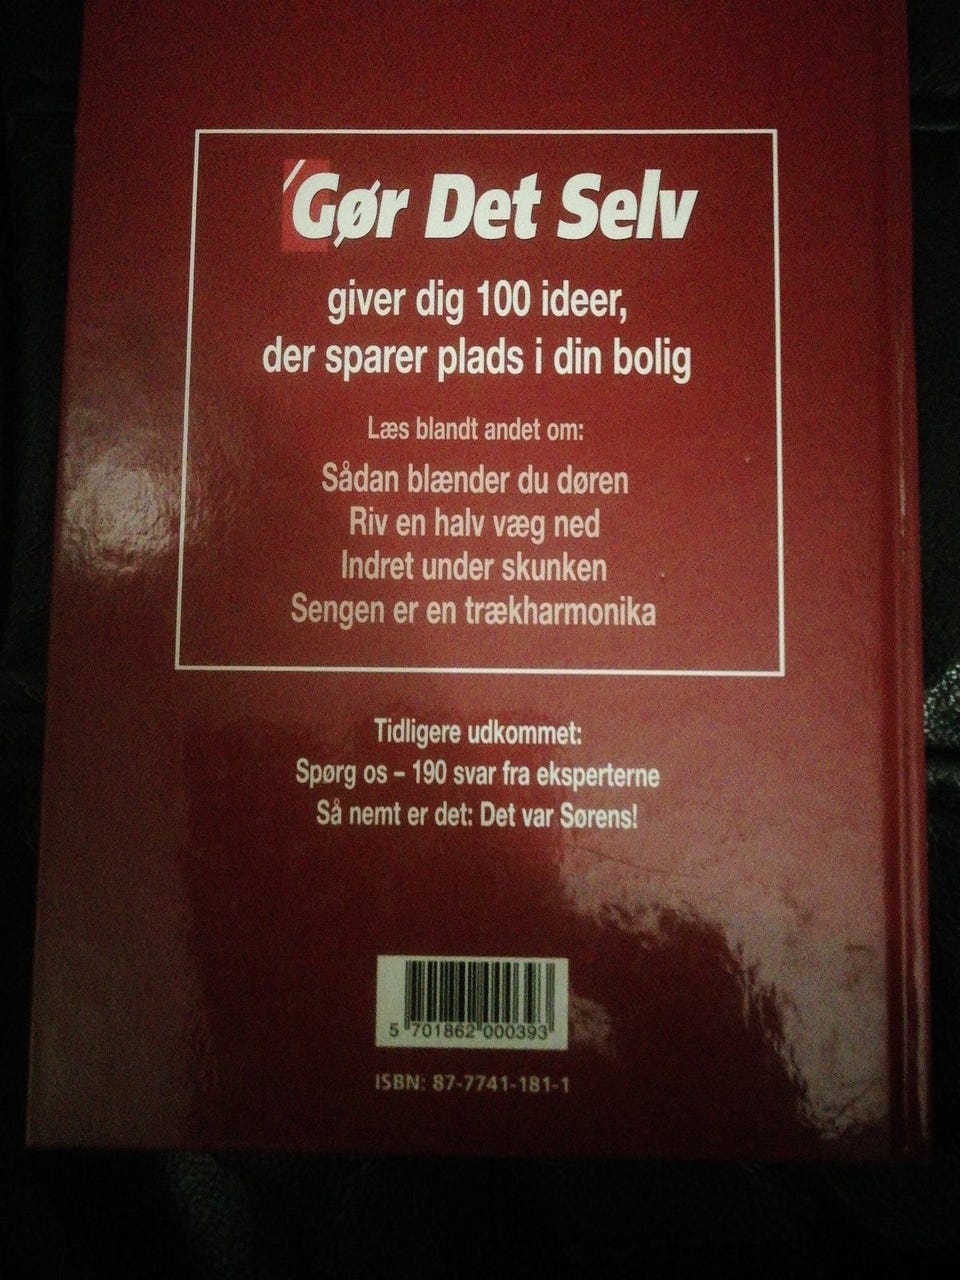 Gør Det Selv
giver dig 100 ideer,
der sparer plads i din bolig
Læs blandt andet om:
Sådan blænder du døren
Riv en halv væg ned
Indret under skunken
Sengen er en trækharmonika
Tidligere udkommet:
Spørg os – 190 svar fra eksperterne
Så nemt er det: Det var Sørens!
5 701862 000393
ISBN: 87-7741-181-1